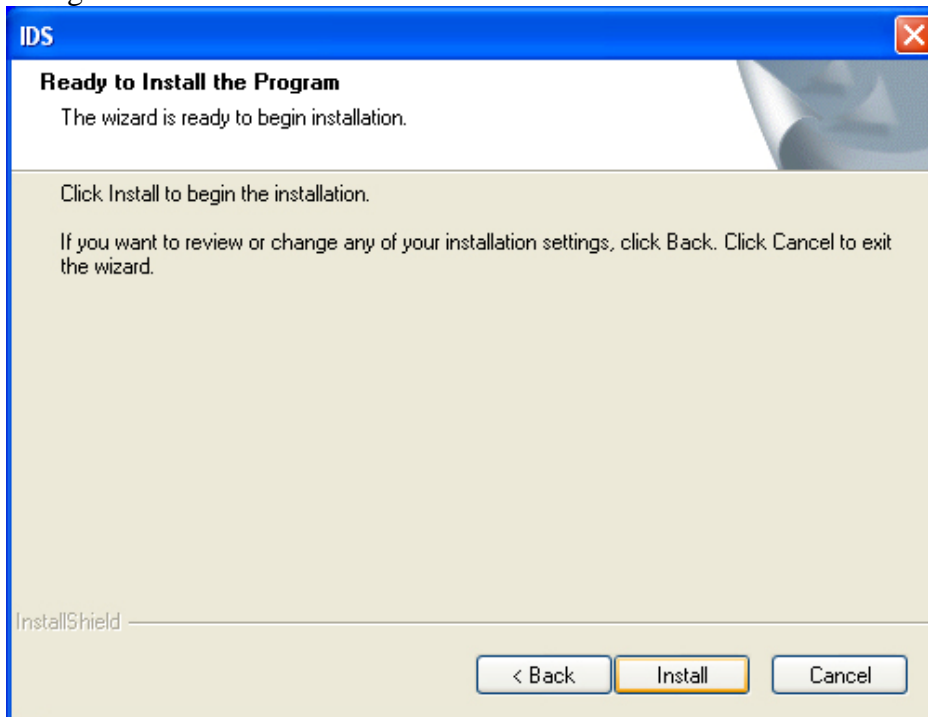 IDS
Ready to Install the Program
The wizard is ready to begin installation.
Click Install to begin the installation.
If you want to review or change any of your installation settings, click Back. Click Cancel to exit
the wizard.
InstallShield
< Back Install Cancel